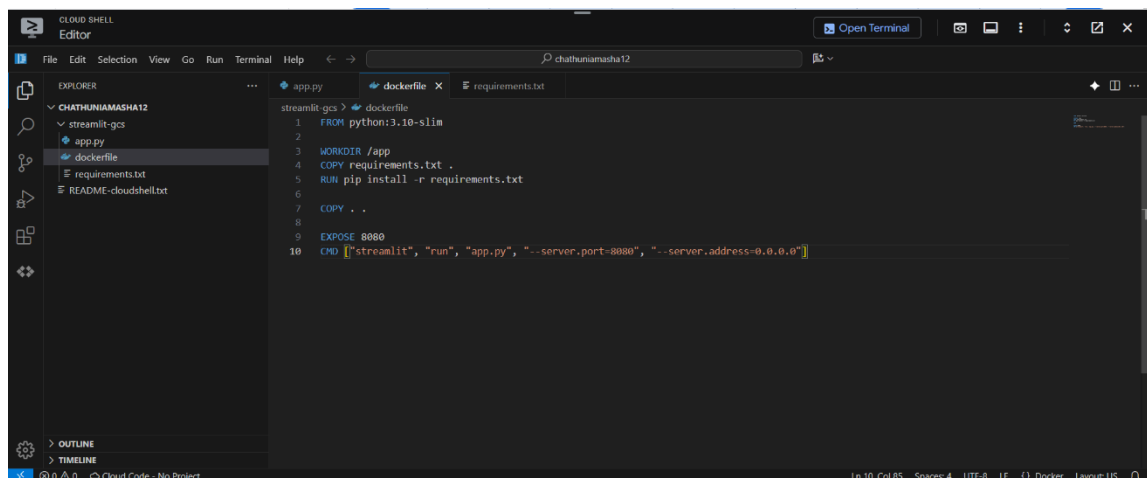 CLOUD SHELL
Editor
Open Terminal
File Edit Selection View Go Run Terminal Help
chathuniamasha12
EXPLORER
CHATHUNIAMASHA12
streamlit-gcs
app.py
dockerfile
requirements.txt
README-cloudshell.txt
OUTLINE
TIMELINE
app.py dockerfile requirements.txt
streamlit-gcs > dockerfile
1 FROM python:3.10-slim
2
3 WORKDIR /app
4 COPY requirements.txt .
5 RUN pip install -r requirements.txt
6
7 COPY . .
8
9 EXPOSE 8080
10 CMD ["streamlit", "run", "app.py", "--server.port=8080", "--server.address=0.0.0.0"]
0 0 Cloud Code - No Project Ln 10, Col 85 Spaces: 4 UTF-8 LF {} Docker Layout: US